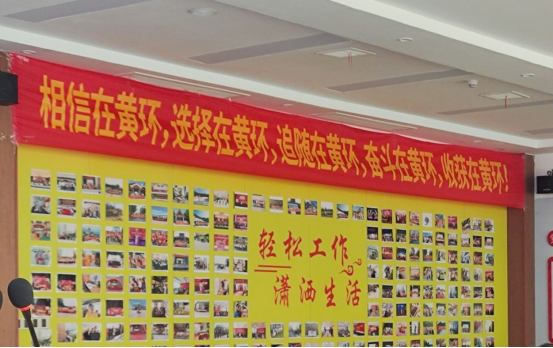 相信在黄环，选择在黄环，追随在黄环，奋斗在黄环，收获在黄环！
轻松工作
潇洒生活